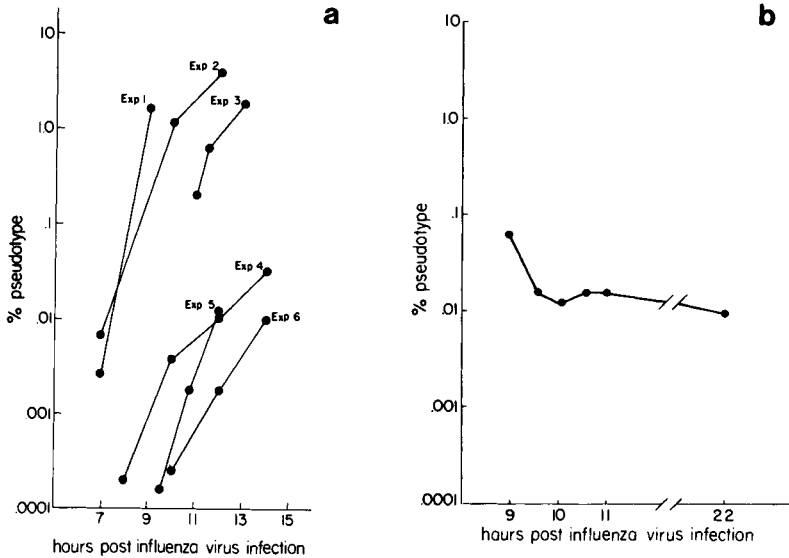 a
10
1.0
.1
.01
.001
.0001
% pseudotype
Exp 1
Exp 2
Exp 3
Exp 4
Exp 5
Exp 6
7 9 11 13 15
hours post influenza virus infection
b
10
1.0
.1
.01
.001
.0001
% pseudotype
9 10 11 22
hours post influenza virus infection